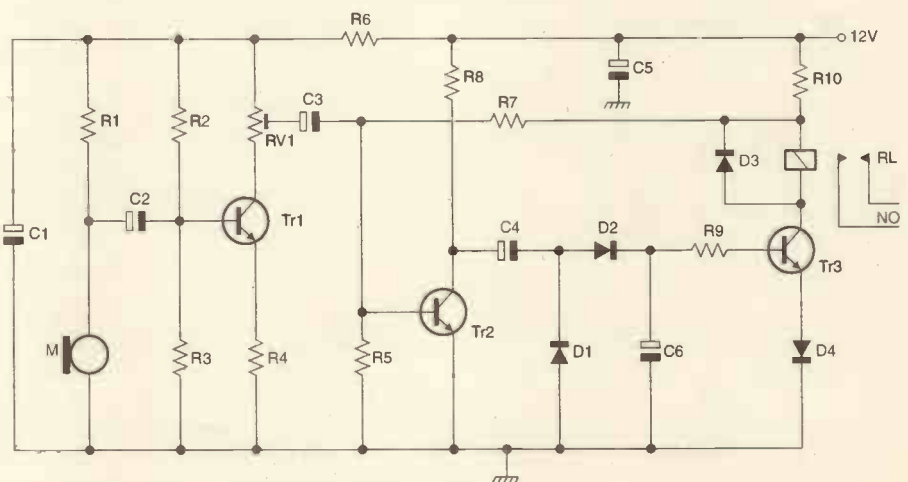 R6
12V
R8
C5
R10
R1
R2
C3
RV1
R7
D3
RL
C2
Tr1
NO
C1
C4
D2
R9
Tr3
M
Tr2
R3
R4
R5
D1
C6
D4